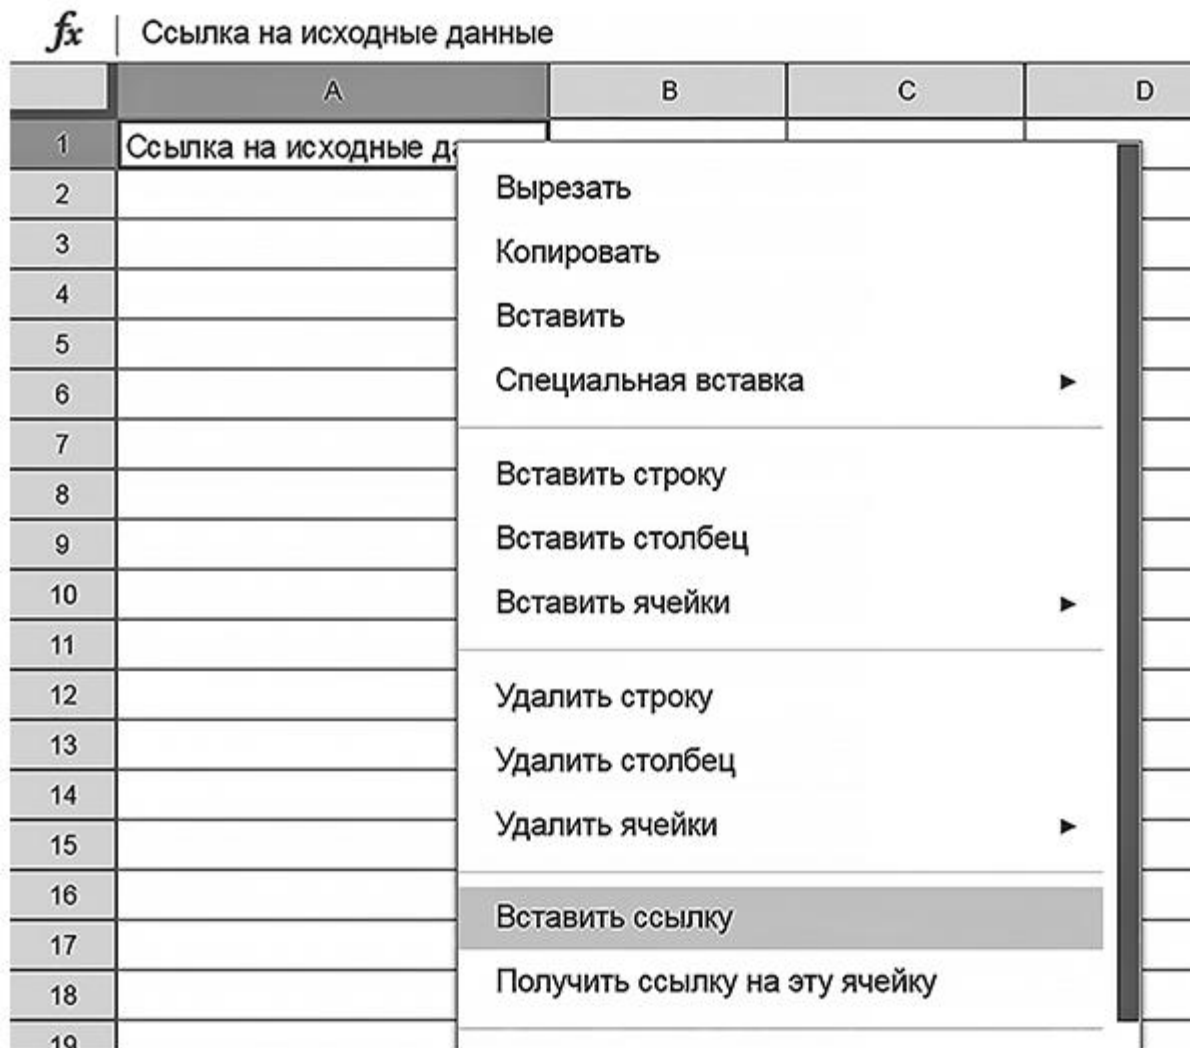 fx Ссылка на исходные данные
A B C D
1 Ссылка на исходные
2
3
4
5
6
7
8
9
10
11
12
13
14
15
16
17
18
19
Вырезать
Копировать
Вставить
Специальная вставка
Вставить строку
Вставить столбец
Вставить ячейки
Удалить строку
Удалить столбец
Удалить ячейки
Вставить ссылку
Получить ссылку на эту ячейку